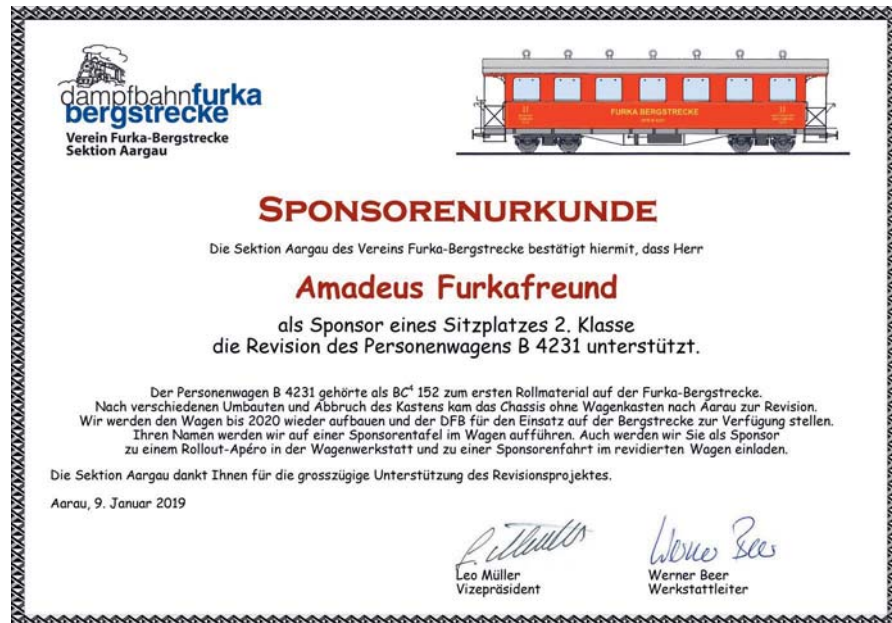 dampfbahnfurka
bergstrecke
Verein Furka-Bergstrecke
Sektion Aargau
FURKA BERGSTRECKE
SPONSORENURKUNDE
Die Sektion Aargau des Vereins Furka-Bergstrecke bestätigt hiermit, dass Herr
Amadeus Furkafreund
als Sponsor eines Sitzplatzes 2. Klasse
die Revision des Personenwagens B 4231 unterstützt.
Der Personenwagen B 4231 gehörte als BC⁴ 152 zum ersten Rollmaterial auf der Furka-Bergstrecke.
Nach verschiedenen Umbauten und Abbruch des Kastens kam das Chassis ohne Wagenkasten nach Aarau zur Revision.
Wir werden den Wagen bis 2020 wieder aufbauen und der DFB für den Einsatz auf der Bergstrecke zur Verfügung stellen.
Ihren Namen werden wir auf einer Sponsorentafel im Wagen aufführen. Auch werden wir Sie als Sponsor
zu einem Rollout-Apéro in der Wagenwerkstatt und zu einer Sponsorenfahrt im revidierten Wagen einladen.
Die Sektion Aargau dankt Ihnen für die grosszügige Unterstützung des Revisionsprojektes.
Aarau, 9. Januar 2019
Werner Beer
Leo Müller
Vizepräsident
Werner Beer
Werkstattleiter